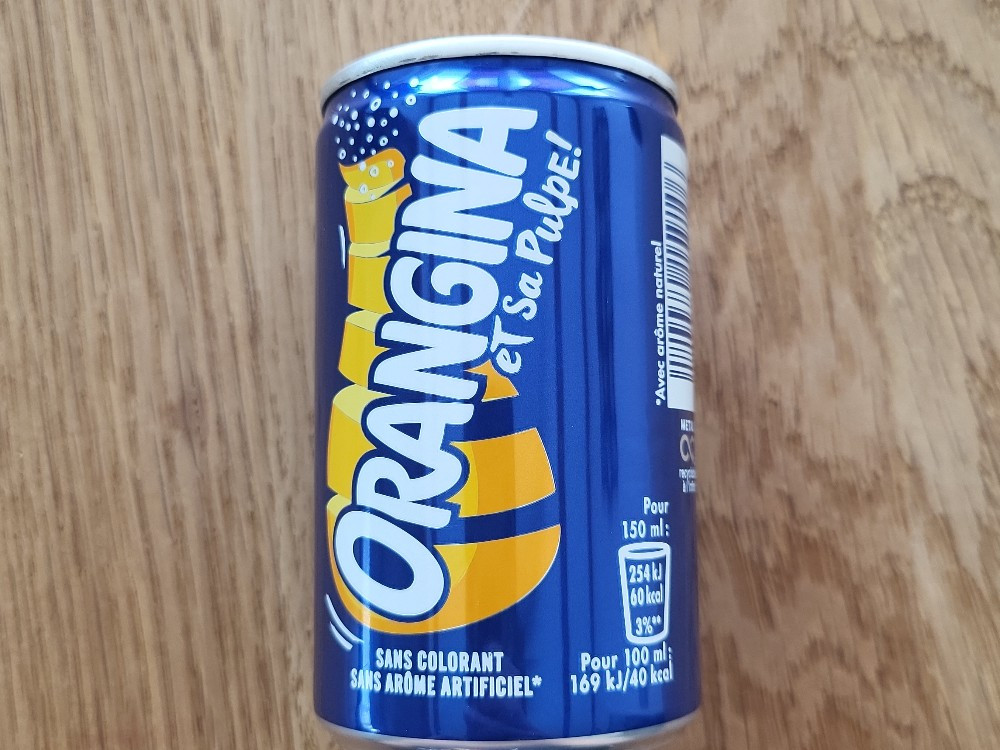 ORANGINA
et Sa PulpE!
SANS COLORANT
SANS ARÔME ARTIFICIEL*
*Avec arôme naturel
Pour
150 ml :
254 kJ
60 kcal
3%**
Pour 100 ml :
169 kJ/40 kcal